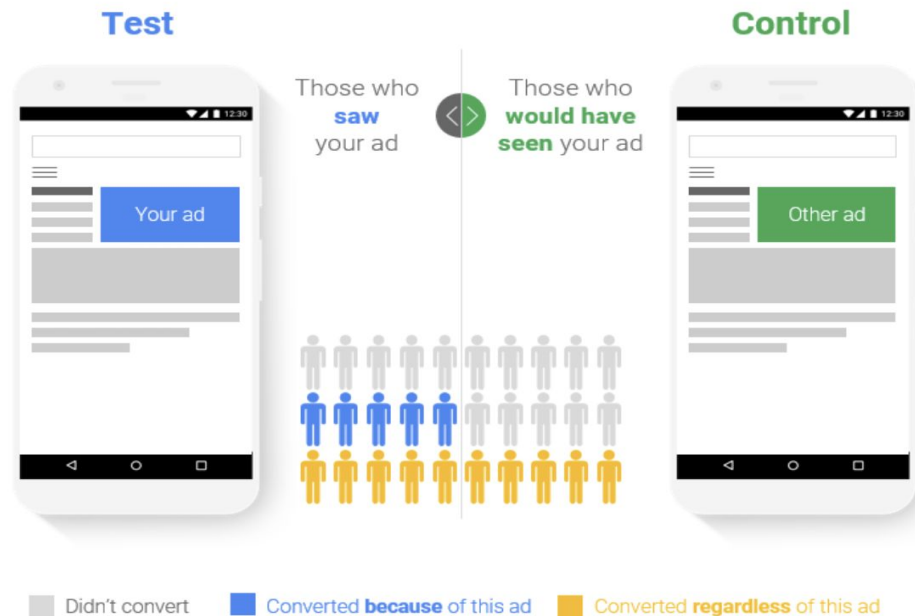 Test
Control
Those who
saw
your ad
Those who
would have
seen your ad
12:30
Your ad
12:30
Other ad
Didn't convert
Converted because of this ad
Converted regardless of this ad